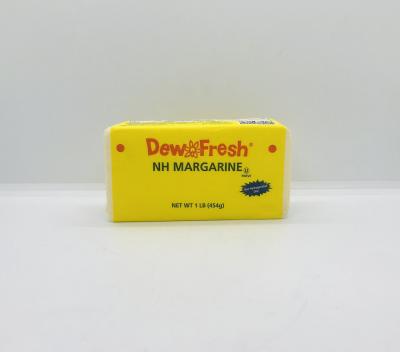 Dew Fresh®
NH MARGARINE
NET WT 1 LB (454g)